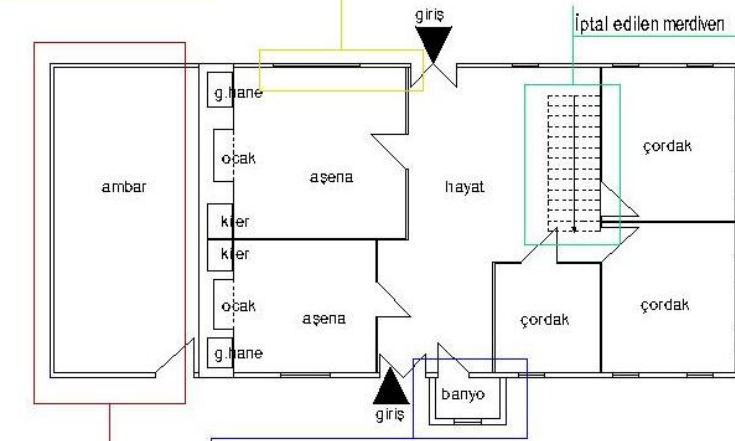 giriş
İptal edilen merdiven
g.hane
ocak
aşena
kiler
ambar
hayat
çordak
kiler
ocak
aşena
g.hane
çordak
çordak
banyo
giriş